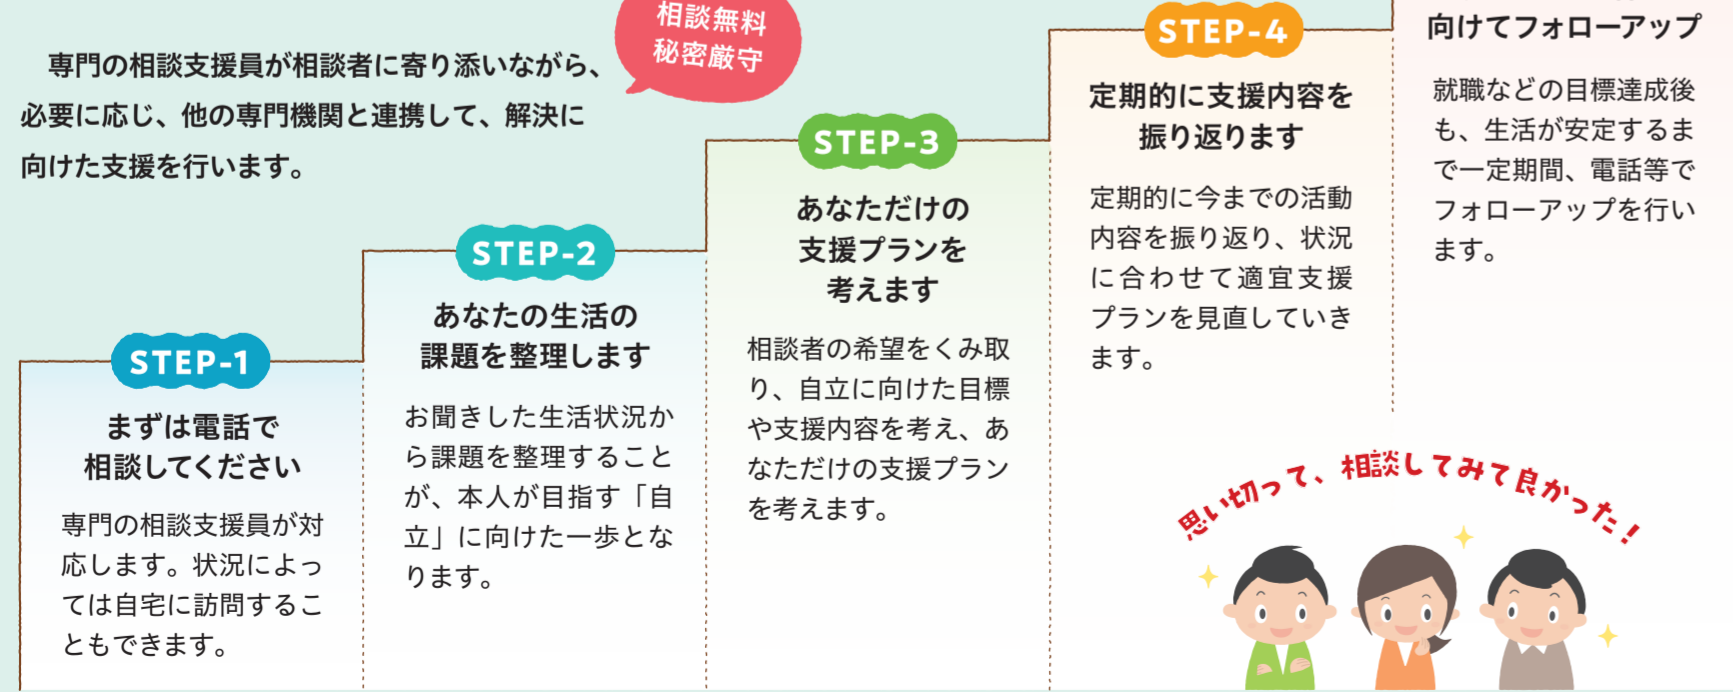 専門の相談支援員が相談者に寄り添いながら、
必要に応じ、他の専門機関と連携して、解決に
向けた支援を行います。
相談無料
秘密厳守
STEP-1
まずは電話で
相談してください
専門の相談支援員が対
応します。状況によっ
ては自宅に訪問するこ
ともできます。
STEP-2
あなたの生活の
課題を整理します
お聞きした生活状況か
ら課題を整理すること
が、本人が目指す「自
立」に向けた一歩とな
ります。
STEP-3
あなただけの
支援プランを
考えます
相談者の希望をくみ取
り、自立に向けた目標
や支援内容を考え、あ
なただけの支援プラン
を考えます。
STEP-4
定期的に支援内容を
振り返ります
定期的に今までの活動
内容を振り返り、状況
に合わせて適宜支援
プランを見直していき
ます。
向けてフォローアップ
就職などの目標達成後
も、生活が安定するま
で一定期間、電話等で
フォローアップを行い
ます。
思い切って、相談してみて良かった！